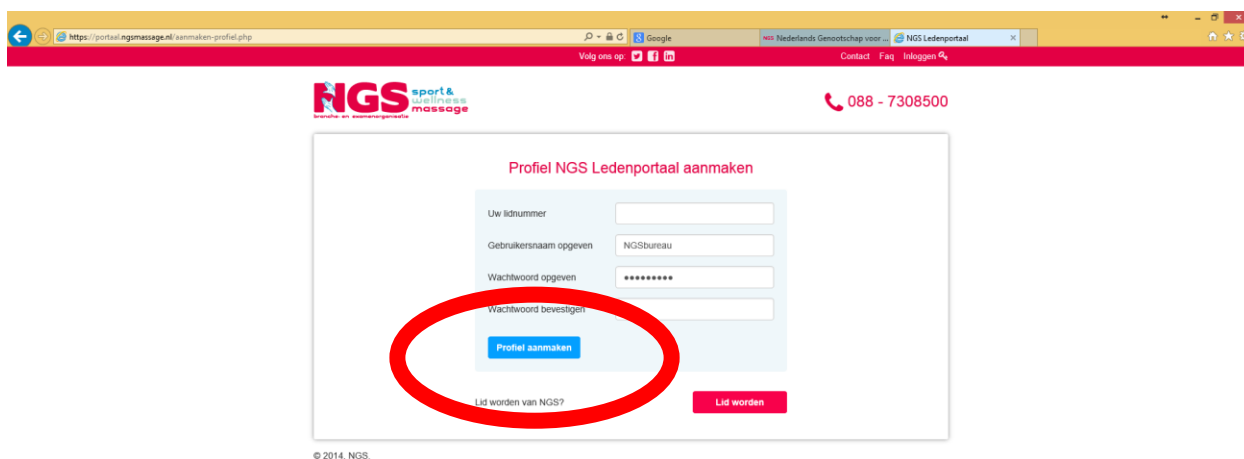 https://portaal.ngsmassage.nl/aanmaken-profiel.php
Google
NGS Nederlands Genootschap voor ...
NGS Ledenportaal
Volg ons op:
Contact Faq Inloggen
NGS sport & wellness massage
branche- en examenorganisatie
088 - 7308500
Profiel NGS Ledenportaal aanmaken
Uw lidnummer
Gebruikersnaam opgeven NGSbureau
Wachtwoord opgeven •••••••••
Wachtwoord bevestigen
Profiel aanmaken
Lid worden van NGS? Lid worden
© 2014, NGS.